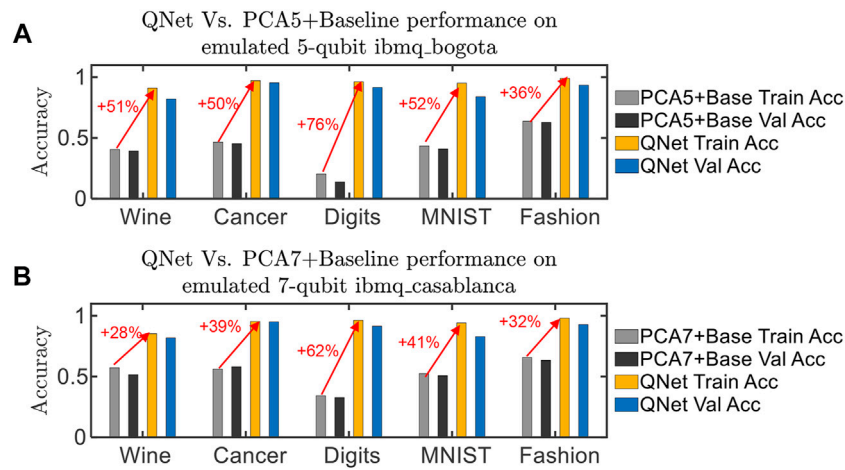 A
QNet Vs. PCA5+Baseline performance on
emulated 5-qubit ibmq_bogota
Accuracy
1
0.5
0
+51%
+50%
+76%
+52%
+36%
Wine
Cancer
Digits
MNIST
Fashion
PCA5+Base Train Acc
PCA5+Base Val Acc
QNet Train Acc
QNet Val Acc
B
QNet Vs. PCA7+Baseline performance on
emulated 7-qubit ibmq_casablanca
Accuracy
1
0.5
0
+28%
+39%
+62%
+41%
+32%
Wine
Cancer
Digits
MNIST
Fashion
PCA7+Base Train Acc
PCA7+Base Val Acc
QNet Train Acc
QNet Val Acc